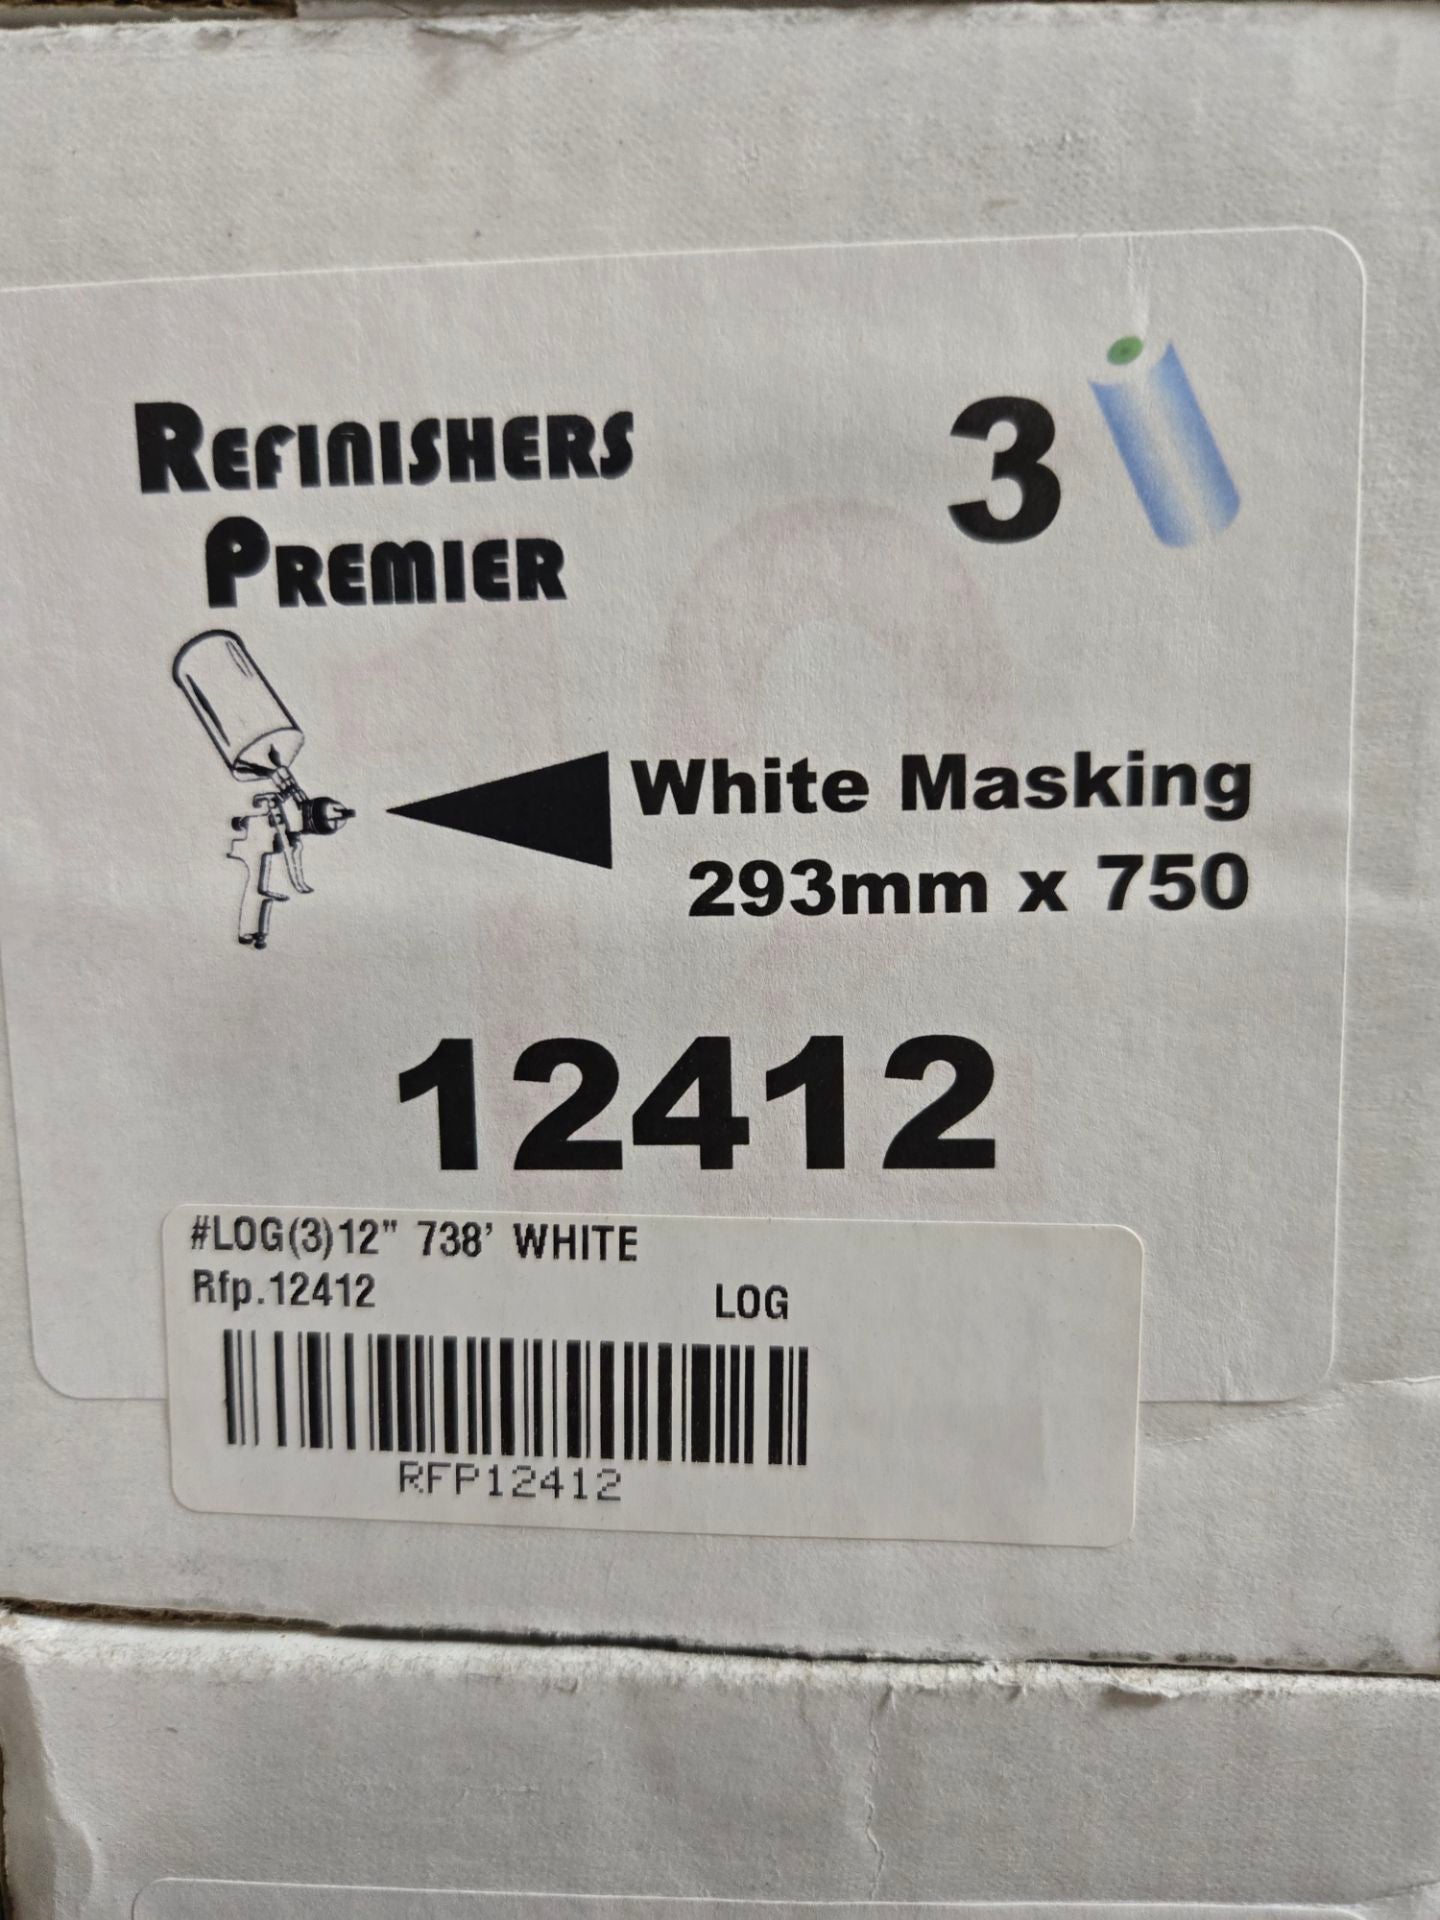 REFINISHERS
PREMIER
3
White Masking
293mm x 750
12412
#LOG(3)12" 738' WHITE
Rfp.12412
LOG
RFP12412